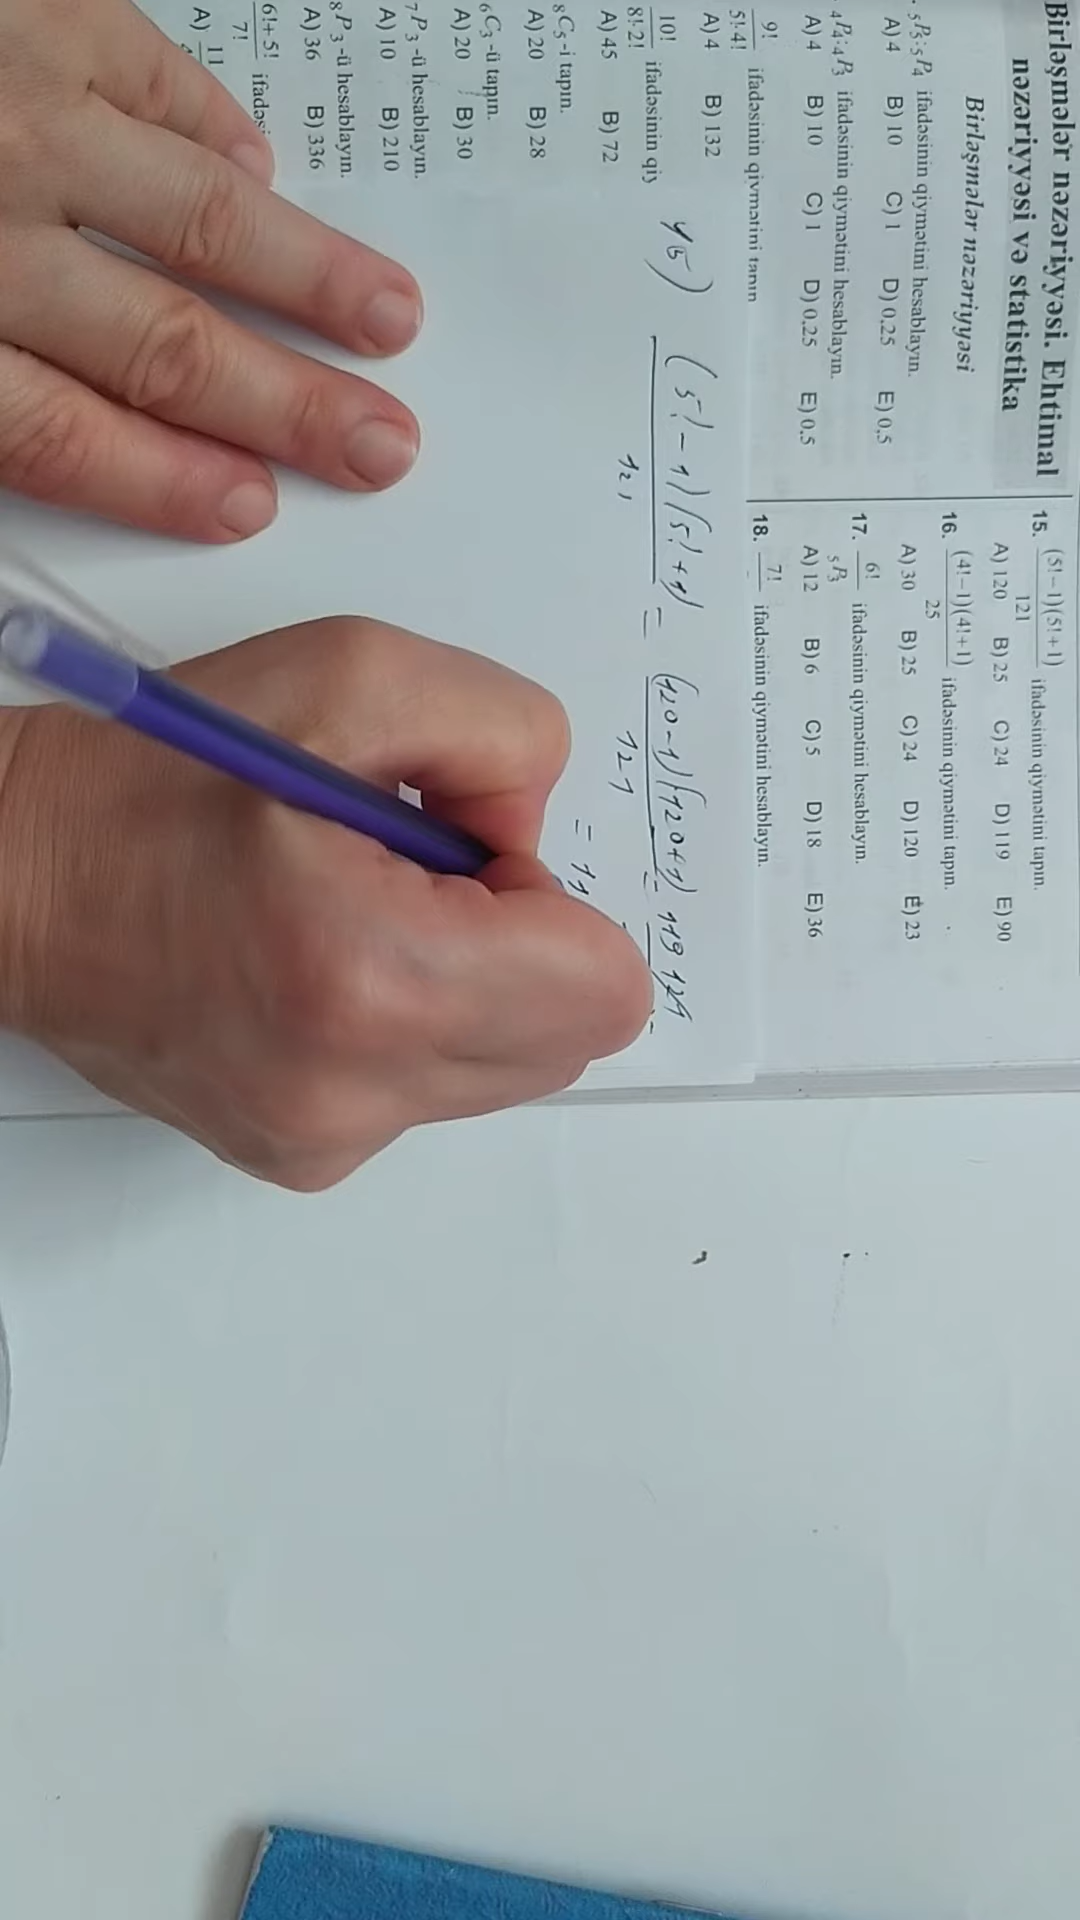 Birləşmələr nəzəriyyəsi. Ehtimal
nəzəriyyəsi və statistika
Birləşmələr nəzəriyyəsi
₅P₅:₅P₄ ifadəsinin qiymətini hesablayın.
A) 4 B) 10 C) 1 D) 0,25 E) 0,5
₄P₄:₄P₃ ifadəsinin qiymətini hesablayın.
A) 4 B) 10 C) 1 D) 0,25 E) 0,5
9!/5!·4! ifadəsinin qiymətini tapın
A) 4 B) 132
10!/8!·2! ifadəsinin
A) 45 B) 72
₈C₅-i tapın.
A) 20 B) 28
₆C₃-ü tapın.
A) 20 B) 30
₇P₃-ü hesablayın.
A) 10 B) 210
₈P₃-ü hesablayın.
A) 36 B) 336
6!+5!/7!
A) 11
15. (5!−1)(5!+1)/121 ifadəsinin qiymətini tapın.
A) 120 B) 25 C) 24 D) 119 E) 90
16. (4!−1)(4!+1)/25 ifadəsinin qiymətini tapın.
A) 30 B) 25 C) 24 D) 120 E) 23
17. 6!/₅P₃ ifadəsinin qiymətini hesablayın.
A) 12 B) 6 C) 5 D) 18 E) 36
18. 7!/ ifadəsinin qiymətini hesablayın.
(5!−1)(5!+1)/121 = (120−1)(120+1)/121 = 119 121
= 11